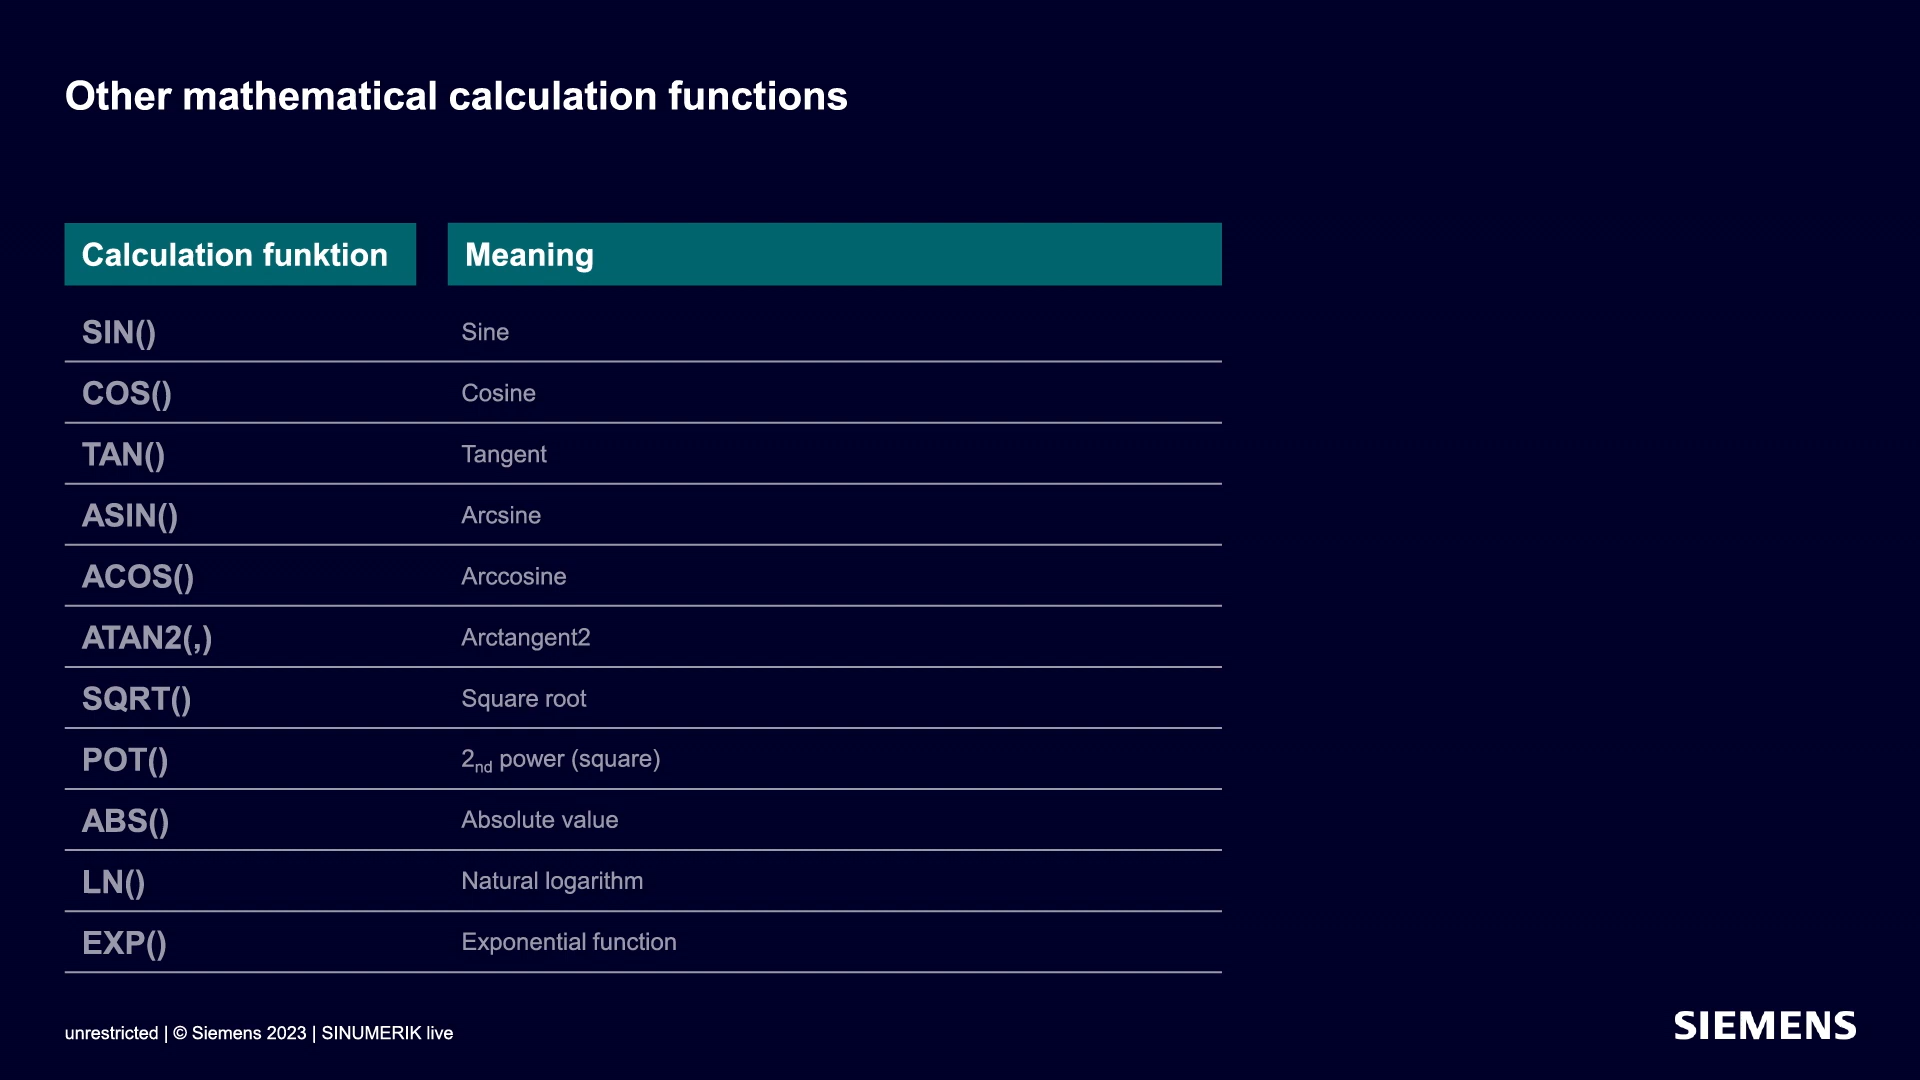 Other mathematical calculation functions
Calculation funktion Meaning
SIN() Sine
COS() Cosine
TAN() Tangent
ASIN() Arcsine
ACOS() Arccosine
ATAN2(,) Arctangent2
SQRT() Square root
POT() 2nd power (square)
ABS() Absolute value
LN() Natural logarithm
EXP() Exponential function
unrestricted | © Siemens 2023 | SINUMERIK live
SIEMENS